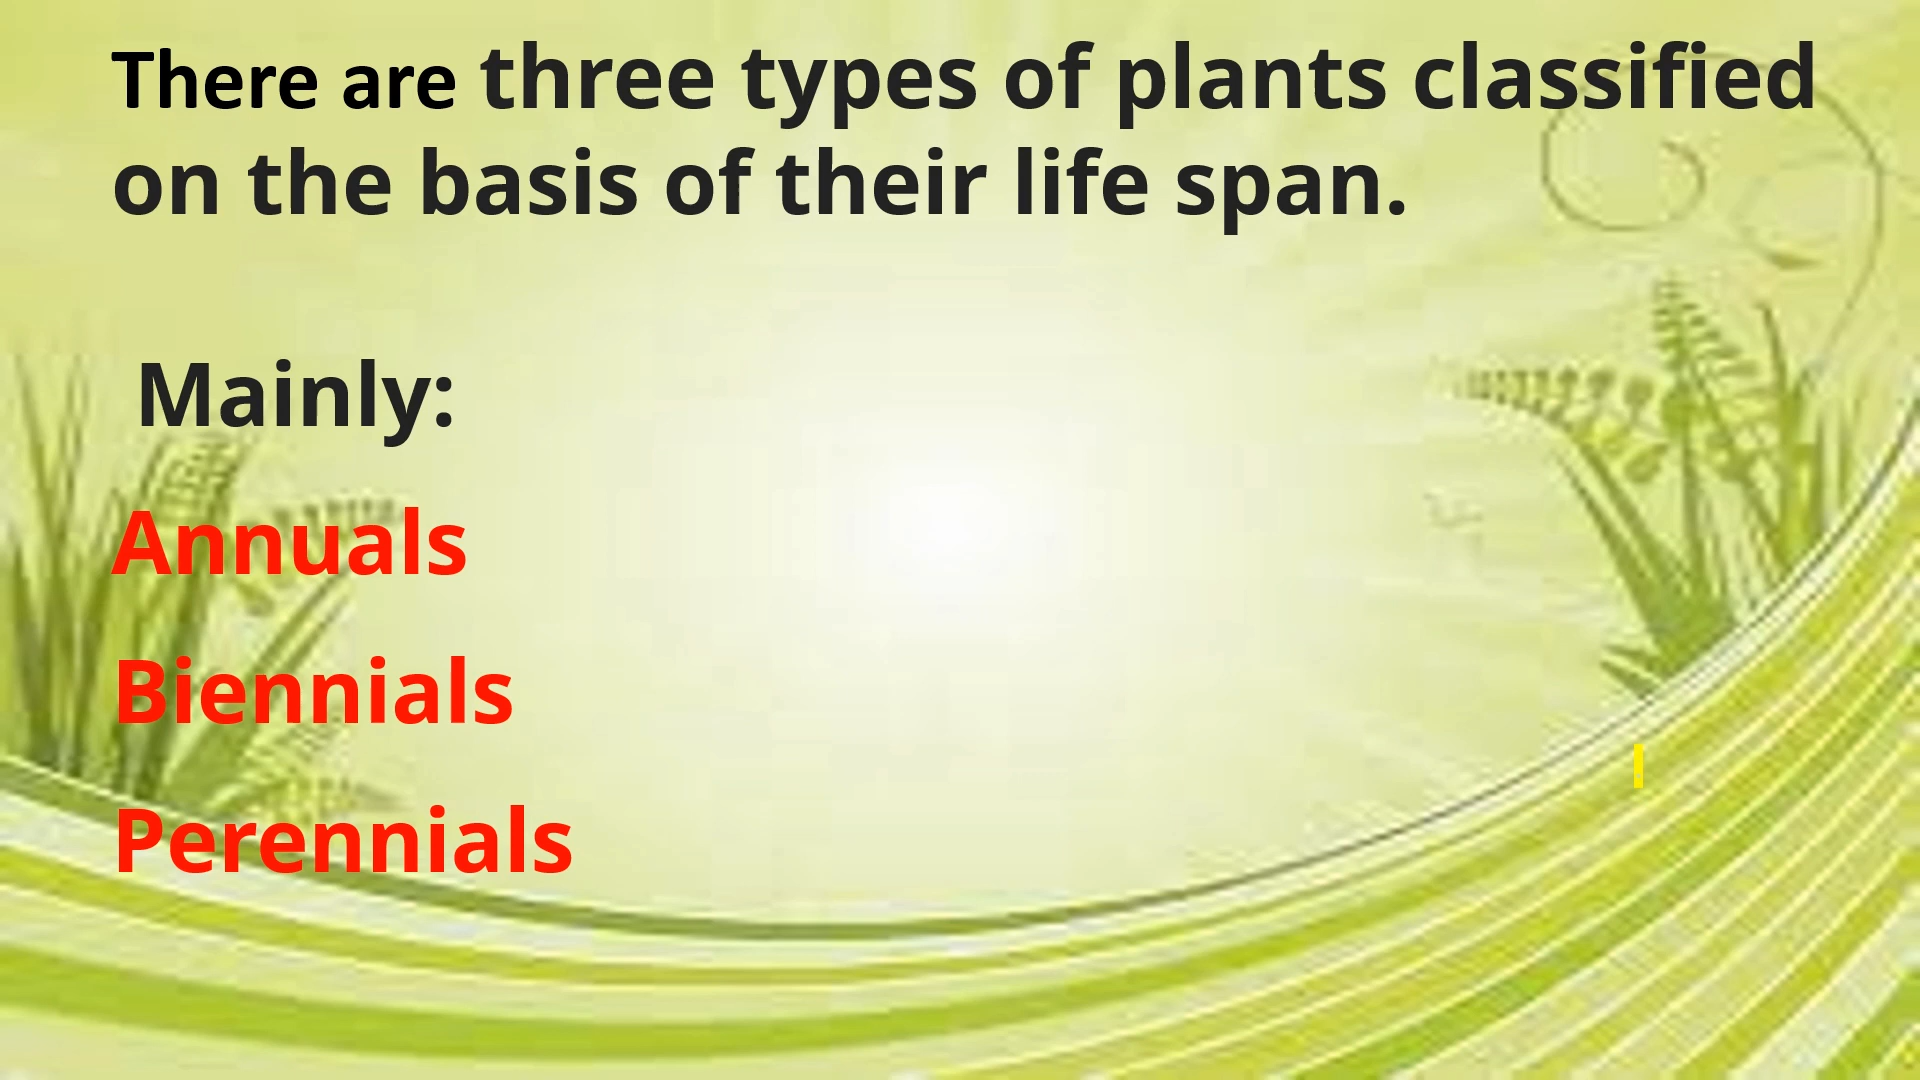 There are three types of plants classified
on the basis of their life span.
Mainly:
Annuals
Biennials
Perennials